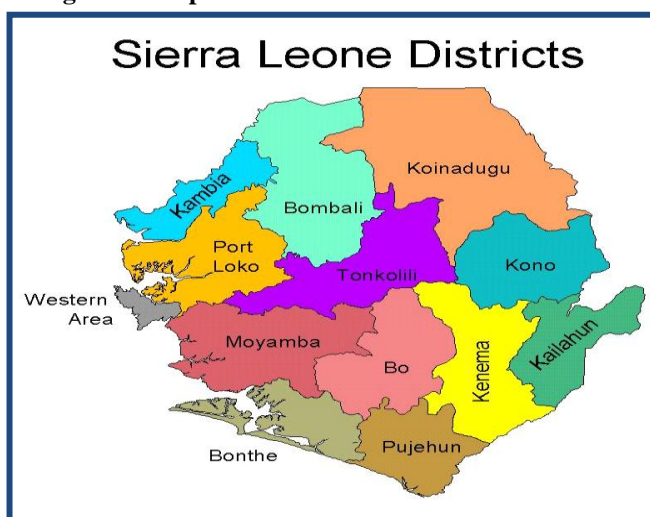 Sierra Leone Districts
Koinadugu
Kambia
Bombali
Port
Loko
Kono
Tonkolili
Western
Area
Kailahun
Moyamba
Bo
Kenema
Pujehun
Bonthe